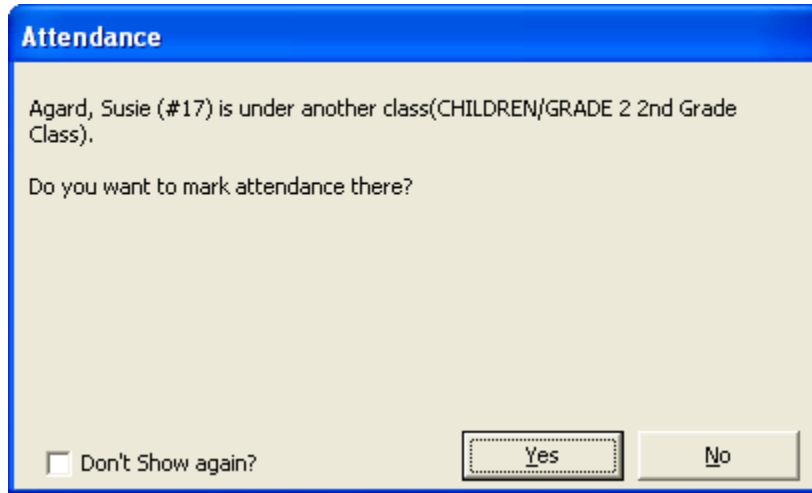 Attendance
Agard, Susie (#17) is under another class(CHILDREN/GRADE 2 2nd Grade
Class).
Do you want to mark attendance there?
Don't Show again?
Yes
No